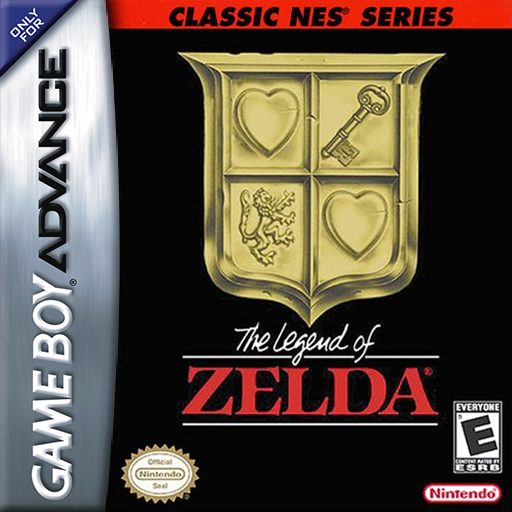 ONLY
FOR
GAME BOY ADVANCE
CLASSIC NES® SERIES
The Legend of
ZELDA®
Official
Nintendo
Seal
EVERYONE
E
CONTENT RATED BY
ESRB
Nintendo®